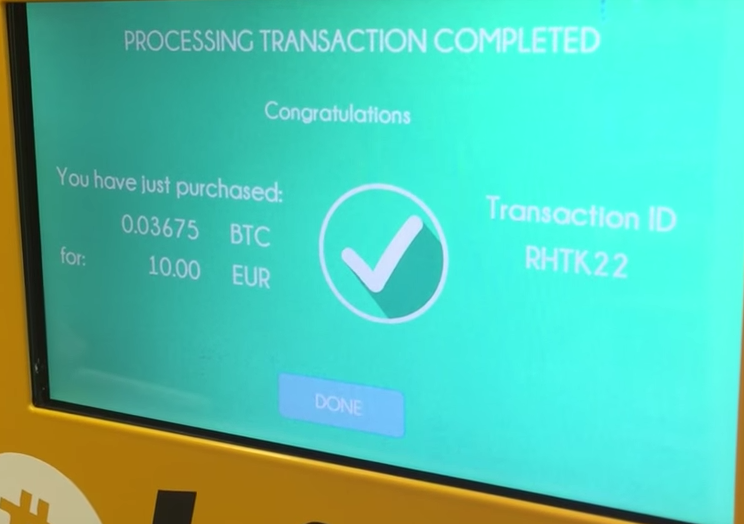 PROCESSING TRANSACTION COMPLETED
Congratulations
You have just purchased:
0.03675 BTC
for: 10.00 EUR
Transaction ID
RHTK22
DONE